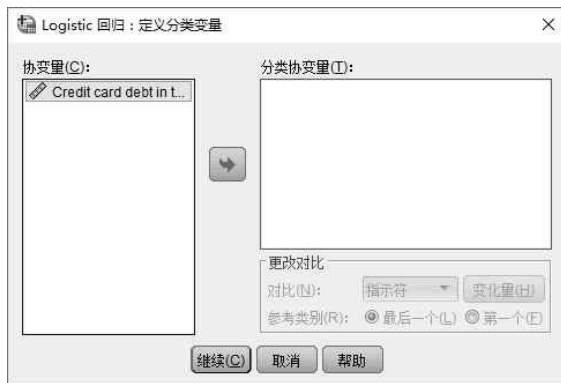 Logistic 回归：定义分类变量
协变量(C):
Credit card debt in t...
分类协变量(T):
更改对比
对比(N): 指示符 变化量(H)
参考类别(R): 最后一个(L) 第一个(F)
继续(C) 取消 帮助